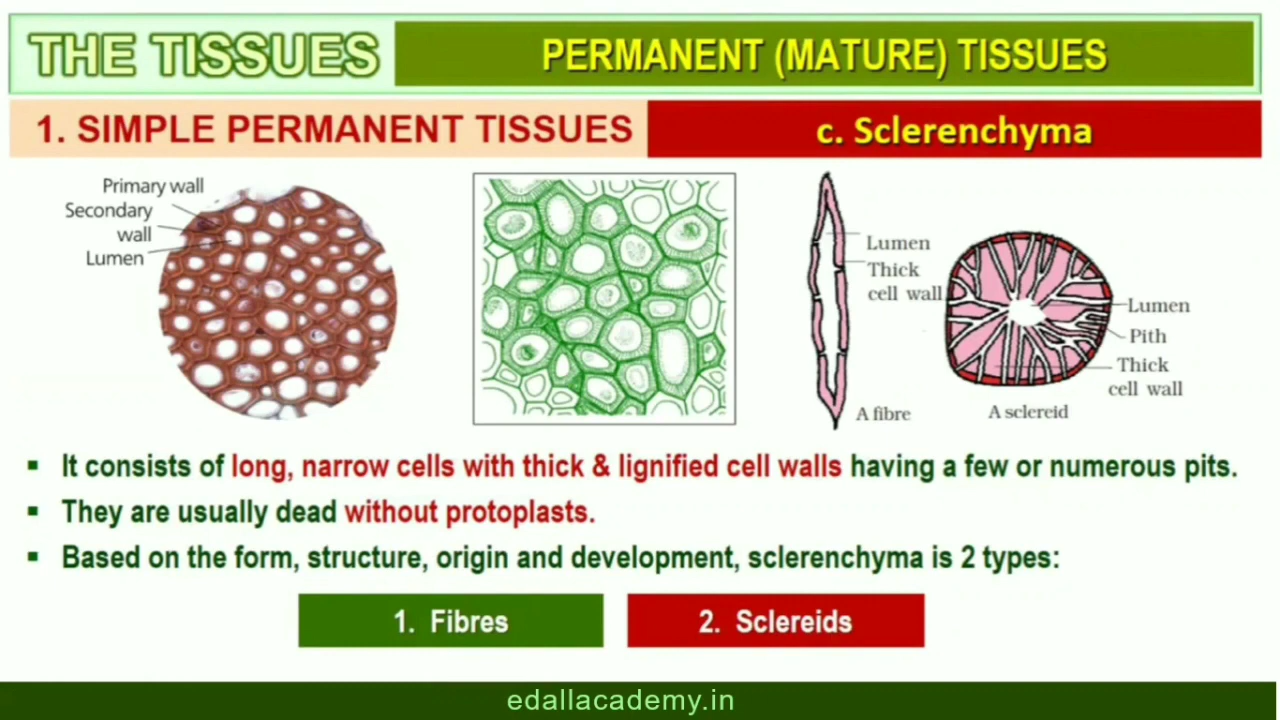 THE TISSUES
PERMANENT (MATURE) TISSUES
1. SIMPLE PERMANENT TISSUES
c. Sclerenchyma
Primary wall
Secondary
wall
Lumen
Lumen
Thick
cell wall
A fibre
Lumen
Pith
Thick
cell wall
A sclereid
▪ It consists of long, narrow cells with thick & lignified cell walls having a few or numerous pits.
▪ They are usually dead without protoplasts.
▪ Based on the form, structure, origin and development, sclerenchyma is 2 types:
1. Fibres
2. Sclereids
edallacademy.in